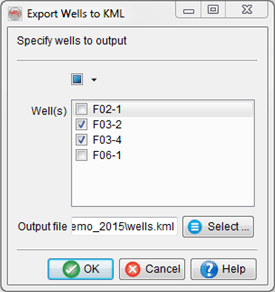 Export Wells to KML
Specify wells to output
Well(s)
F02-1
F03-2
F03-4
F06-1
Output file emo_2015\wells.kml Select ...
OK Cancel Help